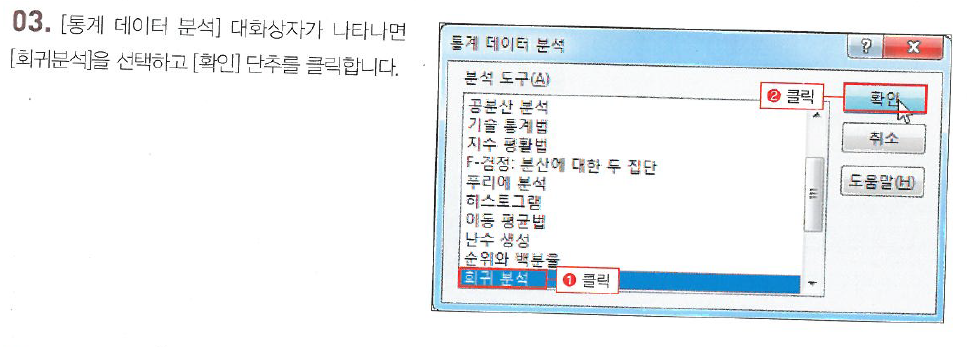 03. [통계 데이터 분석] 대화상자가 나타나면
[회귀분석]을 선택하고 [확인] 단추를 클릭합니다.
통계 데이터 분석
분석 도구(A)
공분산 분석
기술 통계법
지수 평활법
F-검정: 분산에 대한 두 집단
푸리에 분석
히스토그램
이동 평균법
난수 생성
순위와 백분율
회귀 분석
❶ 클릭
❷ 클릭
확인
취소
도움말(H)